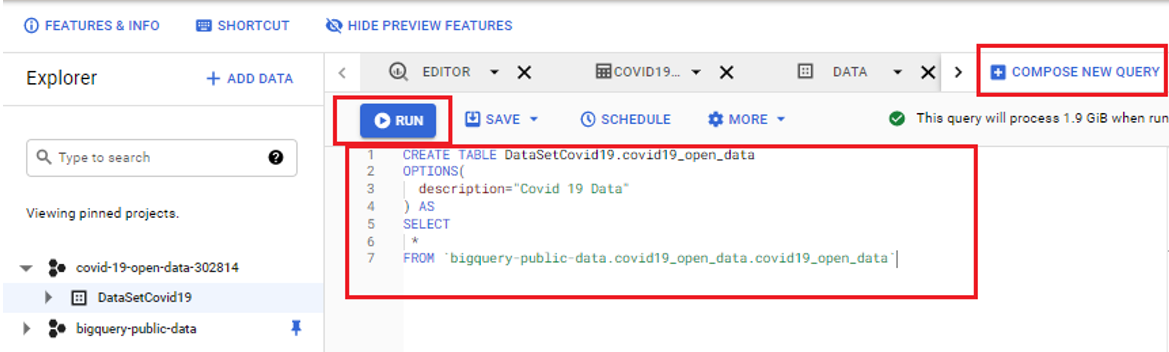 FEATURES & INFO SHORTCUT HIDE PREVIEW FEATURES
Explorer + ADD DATA
EDITOR COVID19... DATA COMPOSE NEW QUERY
RUN SAVE SCHEDULE MORE This query will process 1.9 GiB when run
Type to search
Viewing pinned projects.
covid-19-open-data-302814
DataSetCovid19
bigquery-public-data
1 CREATE TABLE DataSetCovid19.covid19_open_data
2 OPTIONS(
3 description="Covid 19 Data"
4 ) AS
5 SELECT
6 *
7 FROM `bigquery-public-data.covid19_open_data.covid19_open_data`